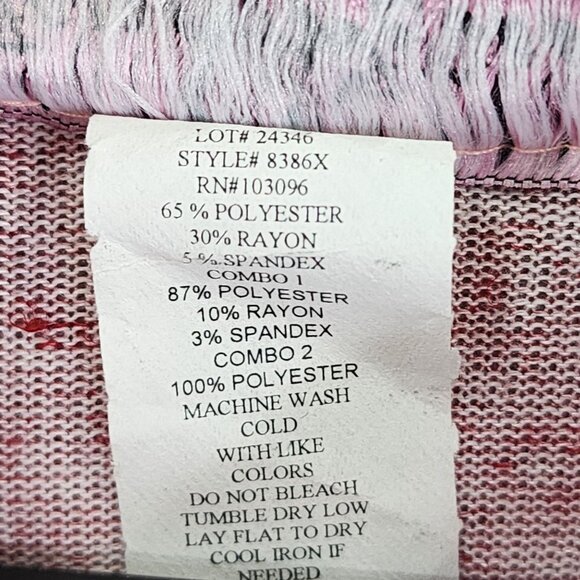 LOT# 24346
STYLE# 8386X
RN#103096
65 % POLYESTER
30% RAYON
5 % SPANDEX
COMBO 1
87% POLYESTER
10% RAYON
3% SPANDEX
COMBO 2
100% POLYESTER
MACHINE WASH
COLD
WITH LIKE
COLORS
DO NOT BLEACH
TUMBLE DRY LOW
LAY FLAT TO DRY
COOL IRON IF
NEEDED